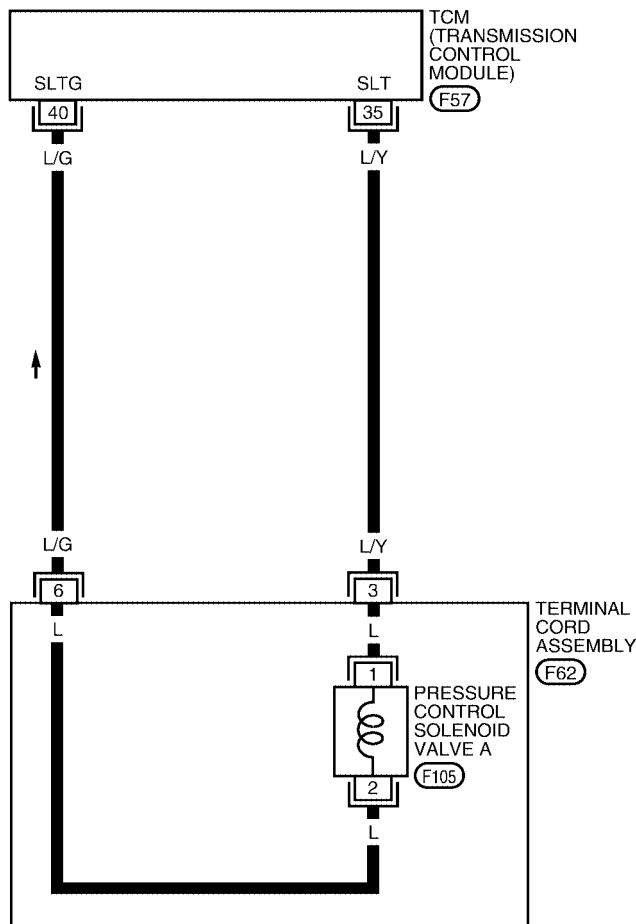 TCM
(TRANSMISSION
CONTROL
MODULE)
F57
SLTG
SLT
40
35
L/G
L/Y
L/G
L/Y
6
3
TERMINAL
CORD
ASSEMBLY
F62
L
L
1
PRESSURE
CONTROL
SOLENOID
VALVE A
F105
2
L